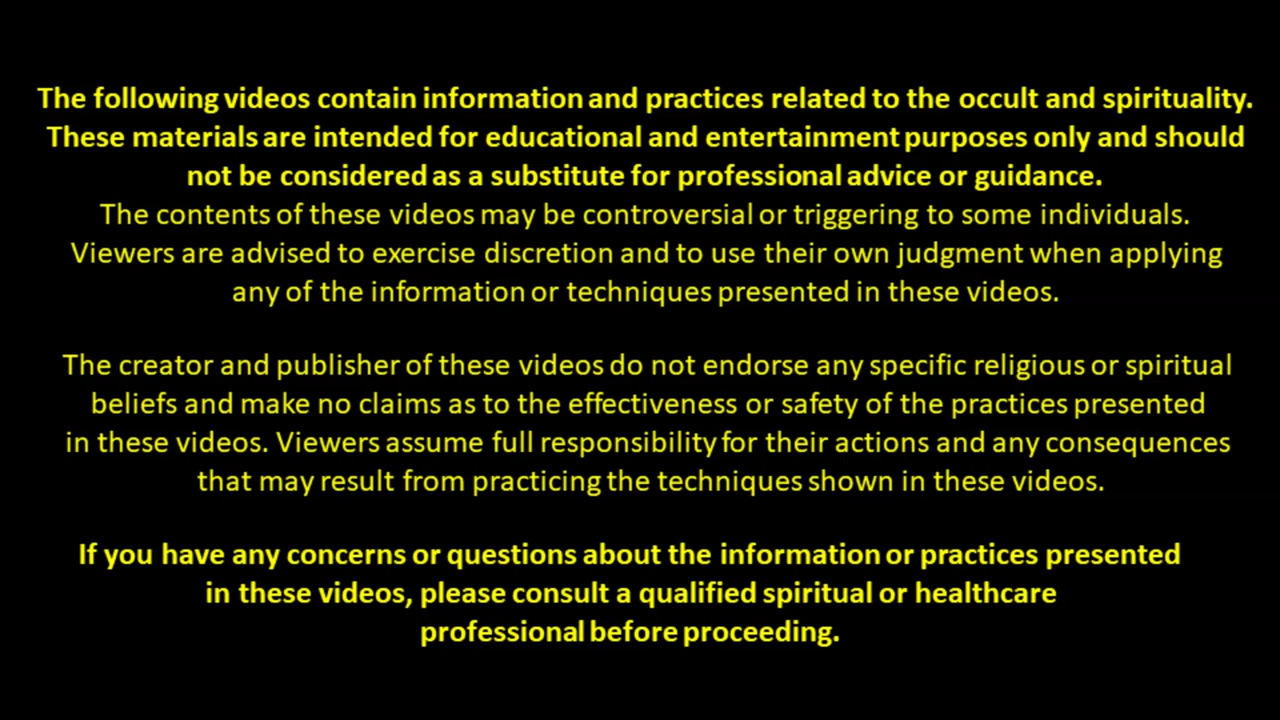 The following videos contain information and practices related to the occult and spirituality.
These materials are intended for educational and entertainment purposes only and should
not be considered as a substitute for professional advice or guidance.
The contents of these videos may be controversial or triggering to some individuals.
Viewers are advised to exercise discretion and to use their own judgment when applying
any of the information or techniques presented in these videos.
The creator and publisher of these videos do not endorse any specific religious or spiritual
beliefs and make no claims as to the effectiveness or safety of the practices presented
in these videos. Viewers assume full responsibility for their actions and any consequences
that may result from practicing the techniques shown in these videos.
If you have any concerns or questions about the information or practices presented
in these videos, please consult a qualified spiritual or healthcare
professional before proceeding.